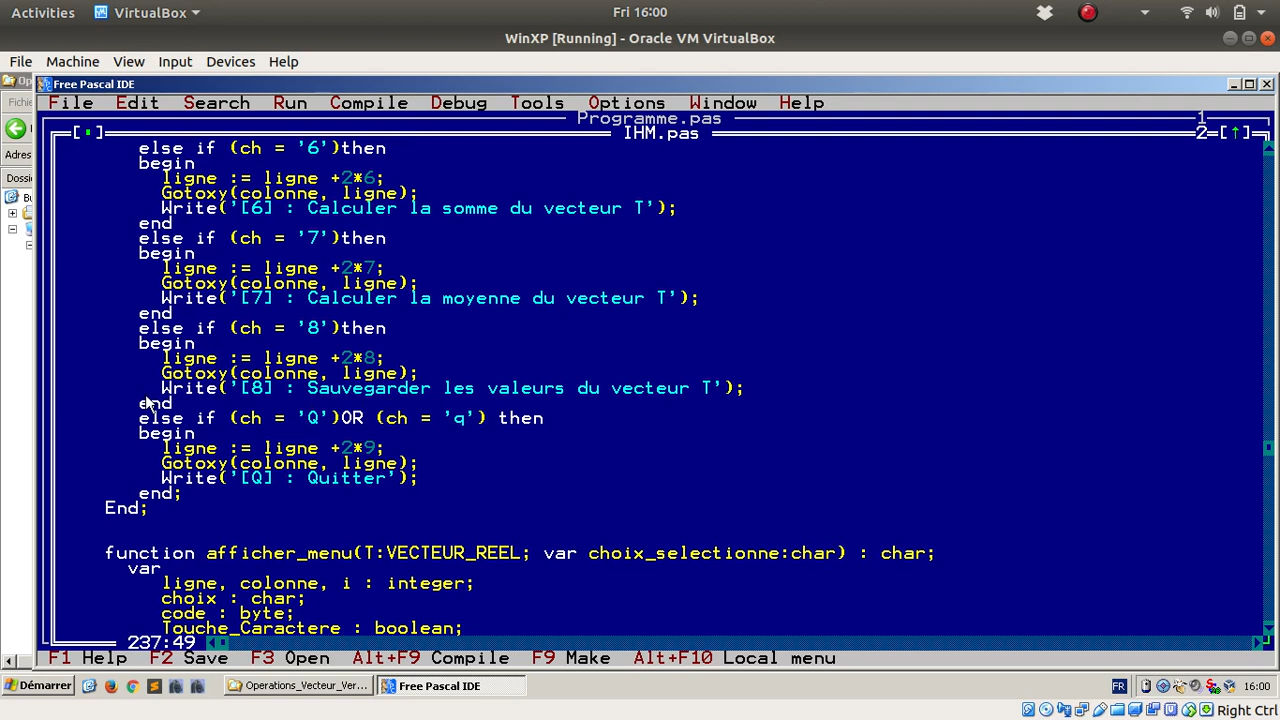 Activities VirtualBox Fri 16:00
WinXP [Running] - Oracle VM VirtualBox
File Machine View Input Devices Help
Free Pascal IDE
File Edit Search Run Compile Debug Tools Options Window Help
Programme.pas 1
[▪] IHM.pas 2=[↑]
else if (ch = '6')then
begin
ligne := ligne +2*6;
Gotoxy(colonne, ligne);
Write('[6] : Calculer la somme du vecteur T');
end
else if (ch = '7')then
begin
ligne := ligne +2*7;
Gotoxy(colonne, ligne);
Write('[7] : Calculer la moyenne du vecteur T');
end
else if (ch = '8')then
begin
ligne := ligne +2*8;
Gotoxy(colonne, ligne);
Write('[8] : Sauvegarder les valeurs du vecteur T');
end
else if (ch = 'Q')OR (ch = 'q') then
begin
ligne := ligne +2*9;
Gotoxy(colonne, ligne);
Write('[Q] : Quitter');
end;
End;
function afficher_menu(T:VECTEUR_REEL; var choix_selectionne:char) : char;
var
ligne, colonne, i : integer;
choix : char;
code : byte;
Touche_Caractere : boolean;
237:49
F1 Help F2 Save F3 Open Alt+F9 Compile F9 Make Alt+F10 Local menu
Démarrer Operations_Vecteur_Ver... Free Pascal IDE FR 16:00
Right Ctrl